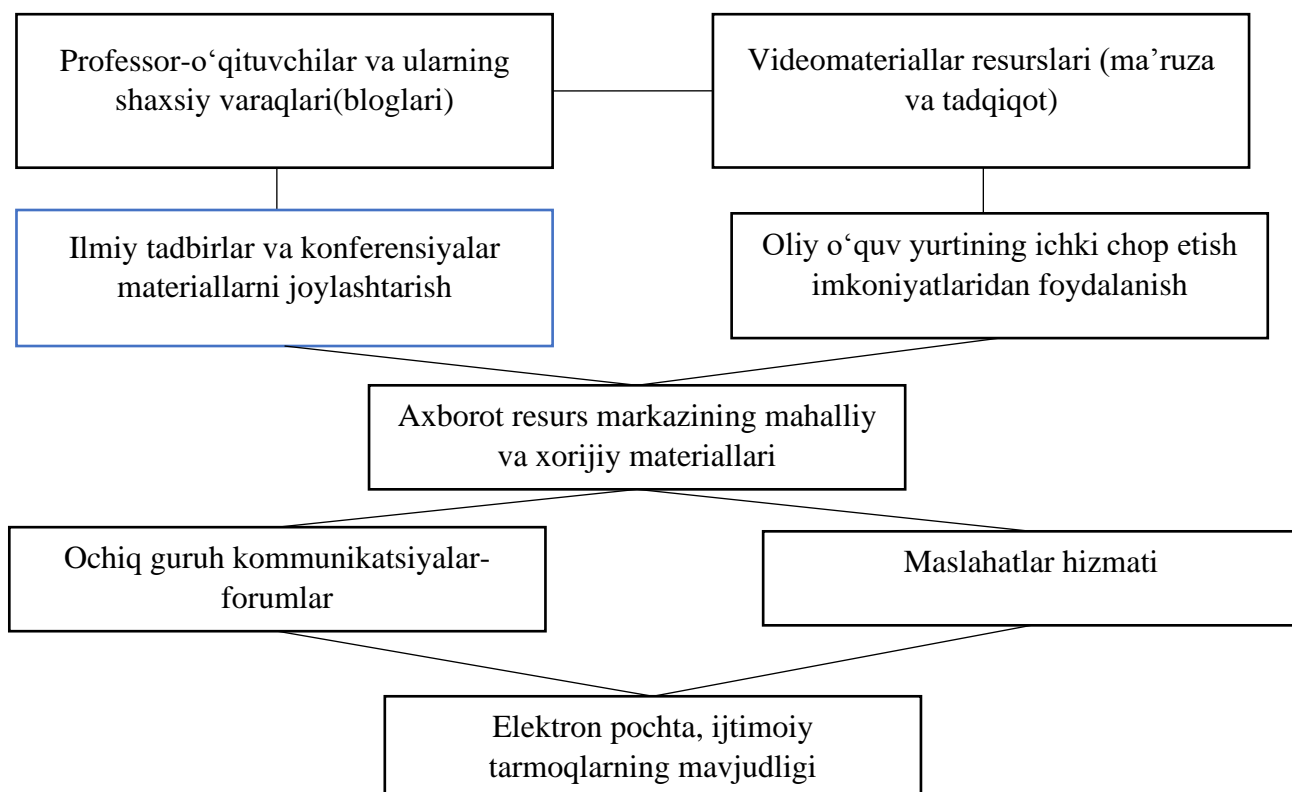 Professor-o‘qituvchilar va ularning
shaxsiy varaqlari(bloglari)
Videomateriallar resurslari (ma’ruza
va tadqiqot)
Ilmiy tadbirlar va konferensiyalar
materiallarni joylashtarish
Oliy o‘quv yurtining ichki chop etish
imkoniyatlaridan foydalanish
Axborot resurs markazining mahalliy
va xorijiy materiallari
Ochiq guruh kommunikatsiyalar-
forumlar
Maslahatlar hizmati
Elektron pochta, ijtimoiy
tarmoqlarning mavjudligi